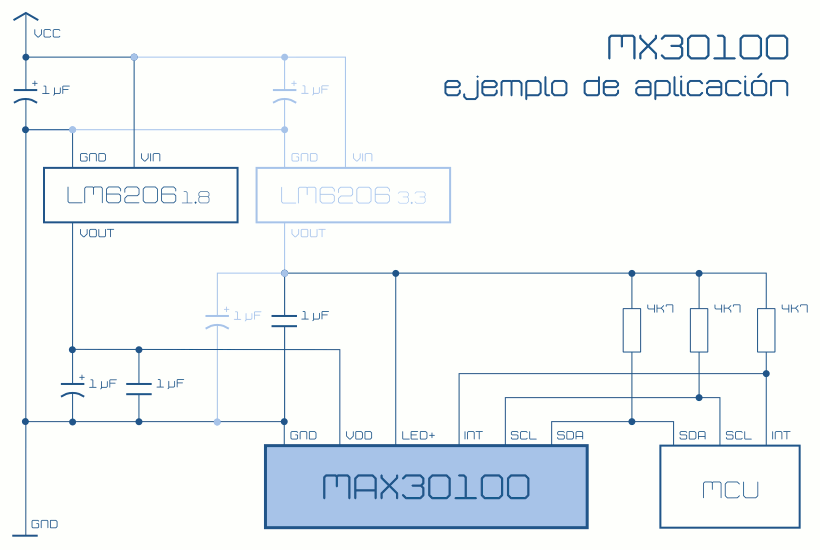 VCC
MX30100
ejemplo de aplicación
+ 1 µF
+ 1 µF
GND VIN
GND VIN
LM6206 1.8
LM6206 3.3
VOUT
VOUT
+ 1 µF
1 µF
4K7
4K7
4K7
+ 1 µF
1 µF
GND VDD LED+ INT SCL SDA
SDA SCL INT
MAX30100
MCU
GND